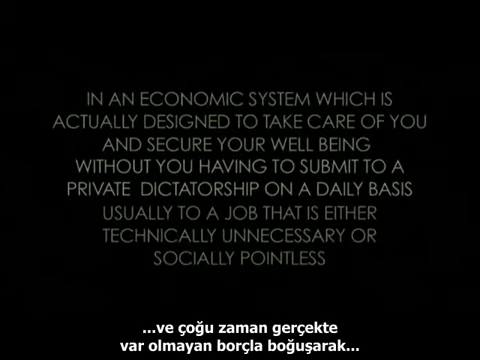 IN AN ECONOMIC SYSTEM WHICH IS
ACTUALLY DESIGNED TO TAKE CARE OF YOU
AND SECURE YOUR WELL BEING
WITHOUT YOU HAVING TO SUBMIT TO A
PRIVATE DICTATORSHIP ON A DAILY BASIS
USUALLY TO A JOB THAT IS EITHER
TECHNICALLY UNNECESSARY OR
SOCIALLY POINTLESS
...ve çoğu zaman gerçekte
var olmayan borçla boğuşarak...